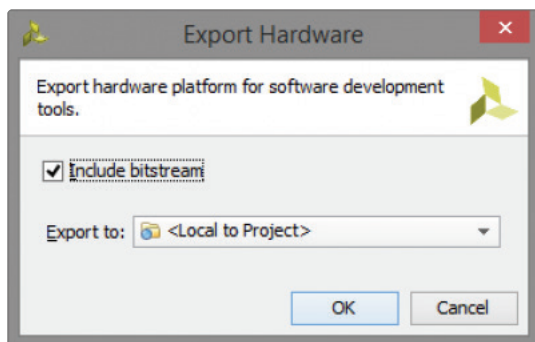 Export Hardware
Export hardware platform for software development
tools.
Include bitstream
Export to: <Local to Project>
OK Cancel